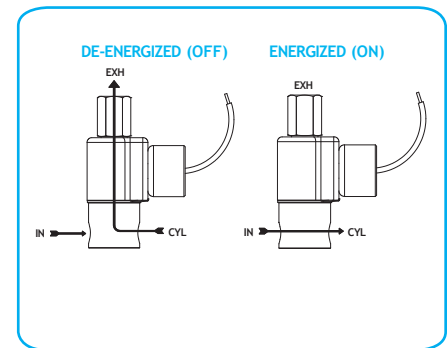 DE-ENERGIZED (OFF)
EXH
IN
CYL
ENERGIZED (ON)
EXH
IN
CYL